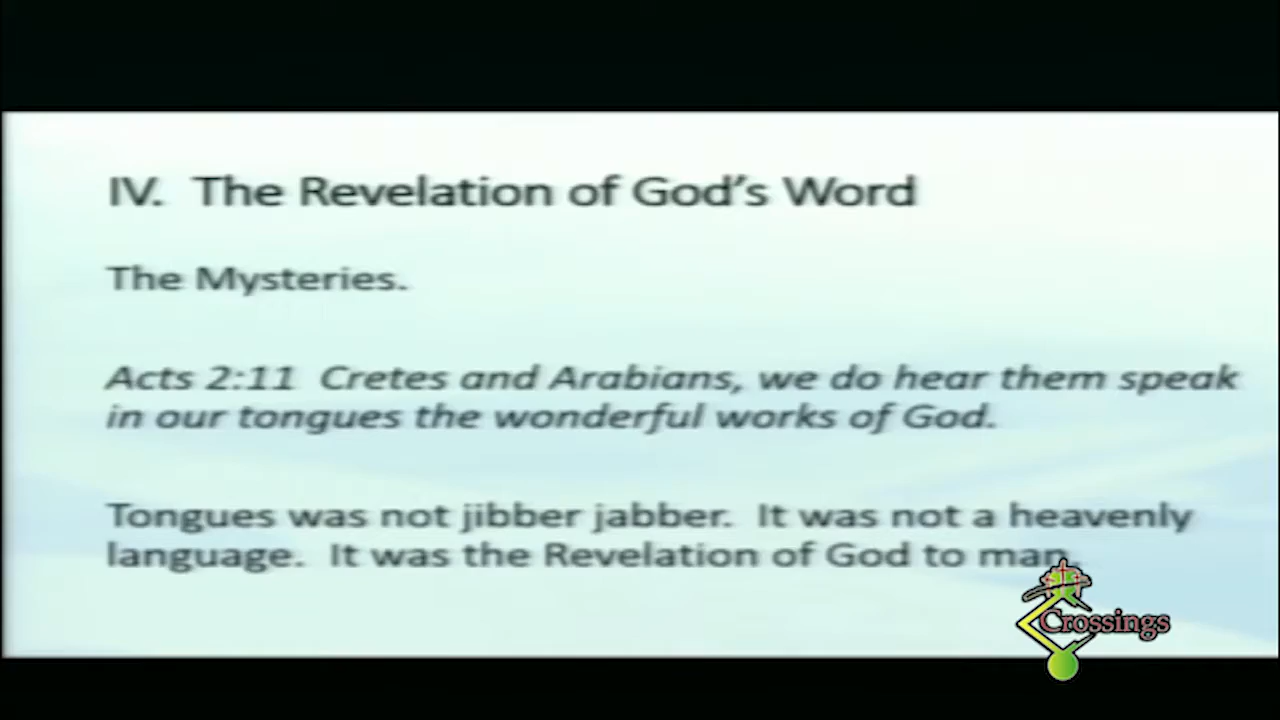 IV. The Revelation of God's Word
The Mysteries.
Acts 2:11 Cretes and Arabians, we do hear them speak
in our tongues the wonderful works of God.
Tongues was not jibber jabber. It was not a heavenly
language. It was the Revelation of God to man.
Crossings